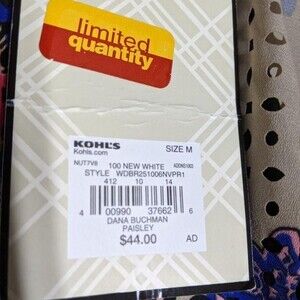 limited
quantity
KOHL'S
Kohls.com
SIZE M
NUT7V8 100 NEW WHITE
STYLE WDBR251006NVPR1
412 10 14
4 00990 37662 6
DANA BUCHMAN
PAISLEY
$44.00 AD